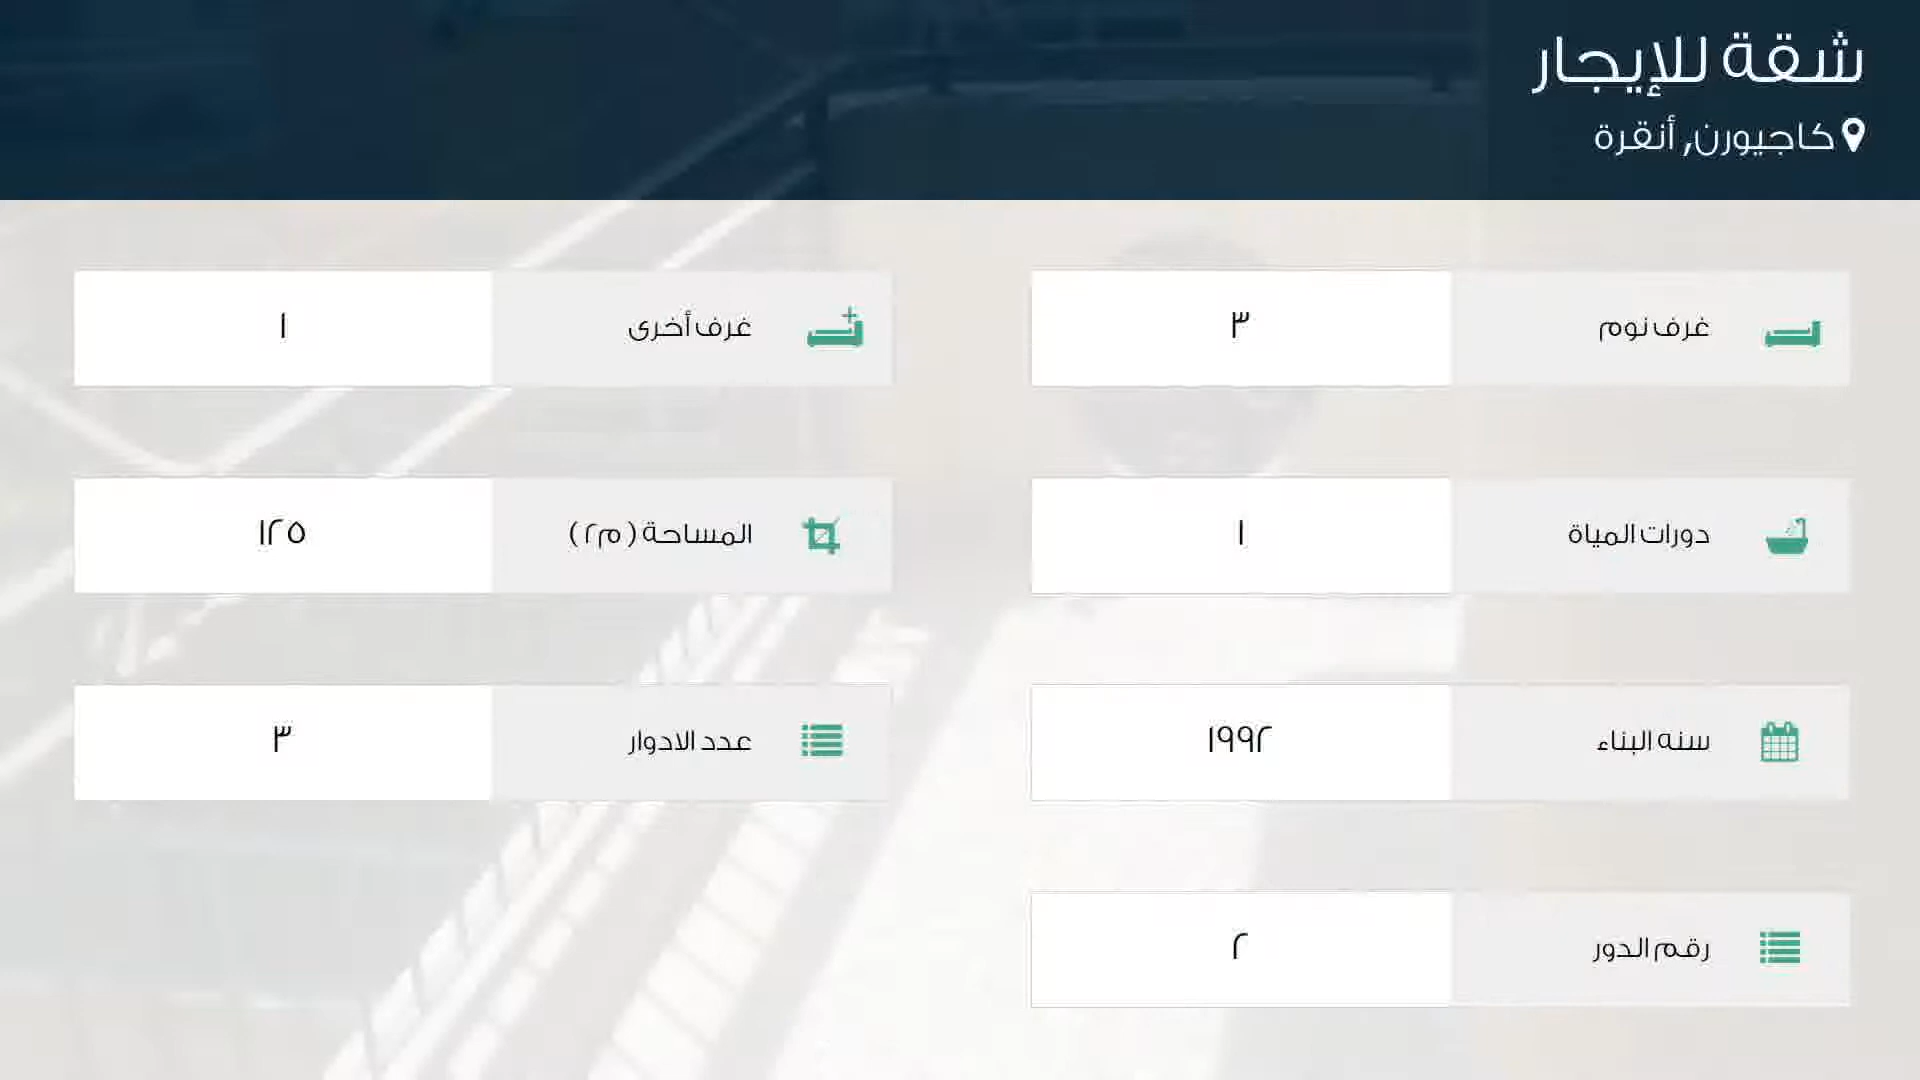 شقة للإيجار
كاجيورن, أنقرة
غرف نوم ٣
غرف أخرى ١
دورات المياة ١
المساحة (م٢) ١٢٥
سنه البناء ١٩٩٢
عدد الادوار ٣
رقم الدور ٢